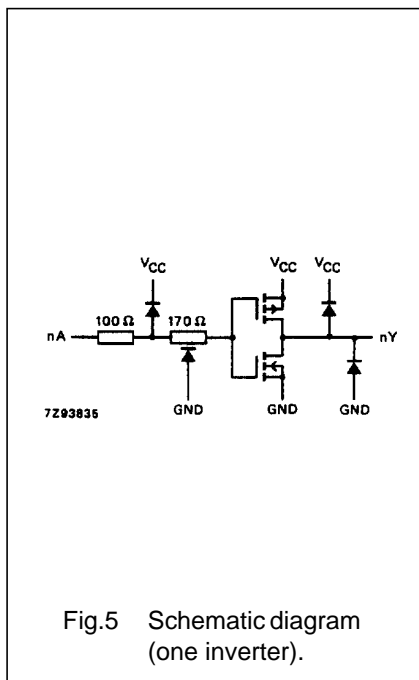 VCC VCC VCC
100 Ω 170 Ω
nA nY
7Z93835 GND GND GND
Fig.5 Schematic diagram
(one inverter).